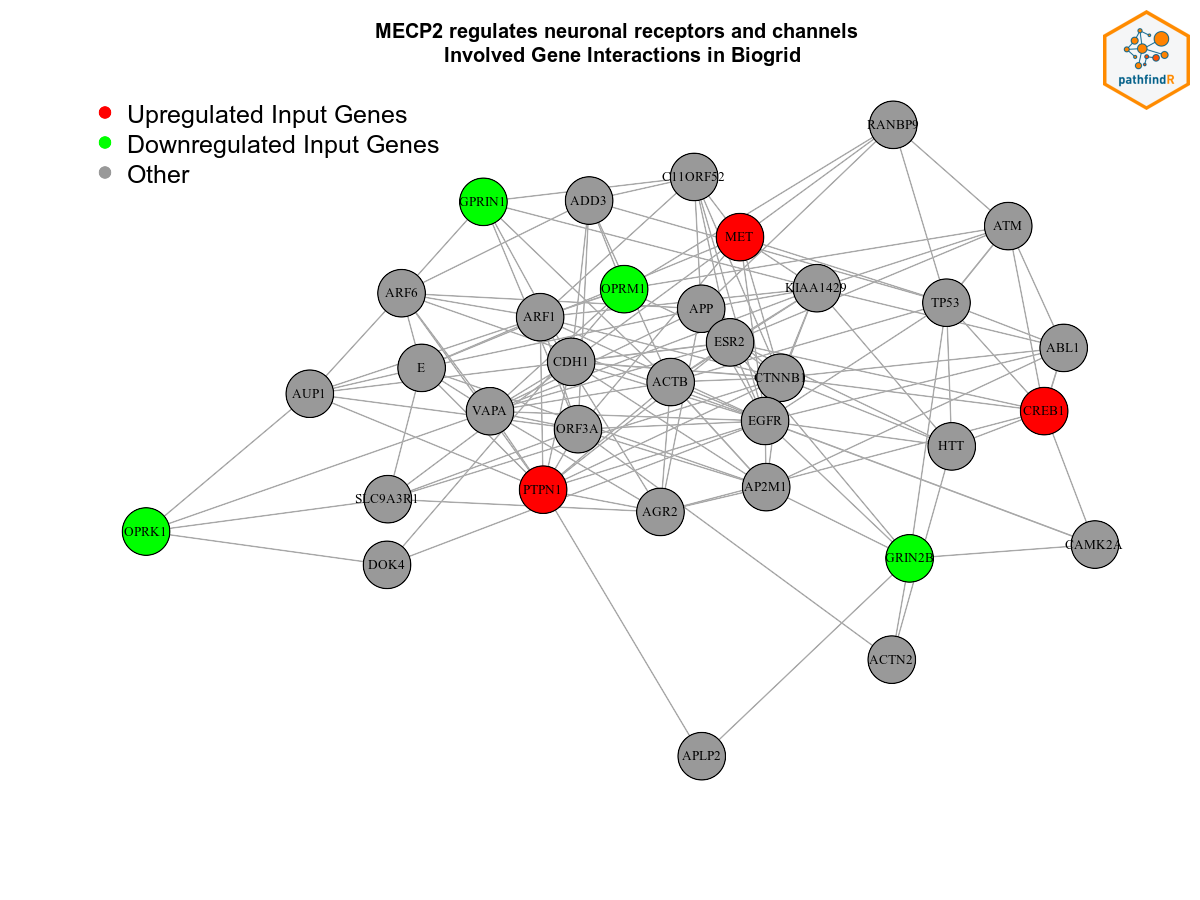 MECP2 regulates neuronal receptors and channels
Involved Gene Interactions in Biogrid
pathfindR
Upregulated Input Genes
Downregulated Input Genes
Other
RANBP9
C11ORF52
GPRIN1
ADD3
ATM
MET
OPRM1
KIAA1429
ARF6
TP53
APP
ARF1
ESR2
ABL1
CDH1
E
CTNNB1
ACTB
AUP1
VAPA
CREB1
EGFR
ORF3A
HTT
AP2M1
PTPN1
SLC9A3R1
AGR2
OPRK1
CAMK2A
GRIN2B
DOK4
ACTN2
APLP2